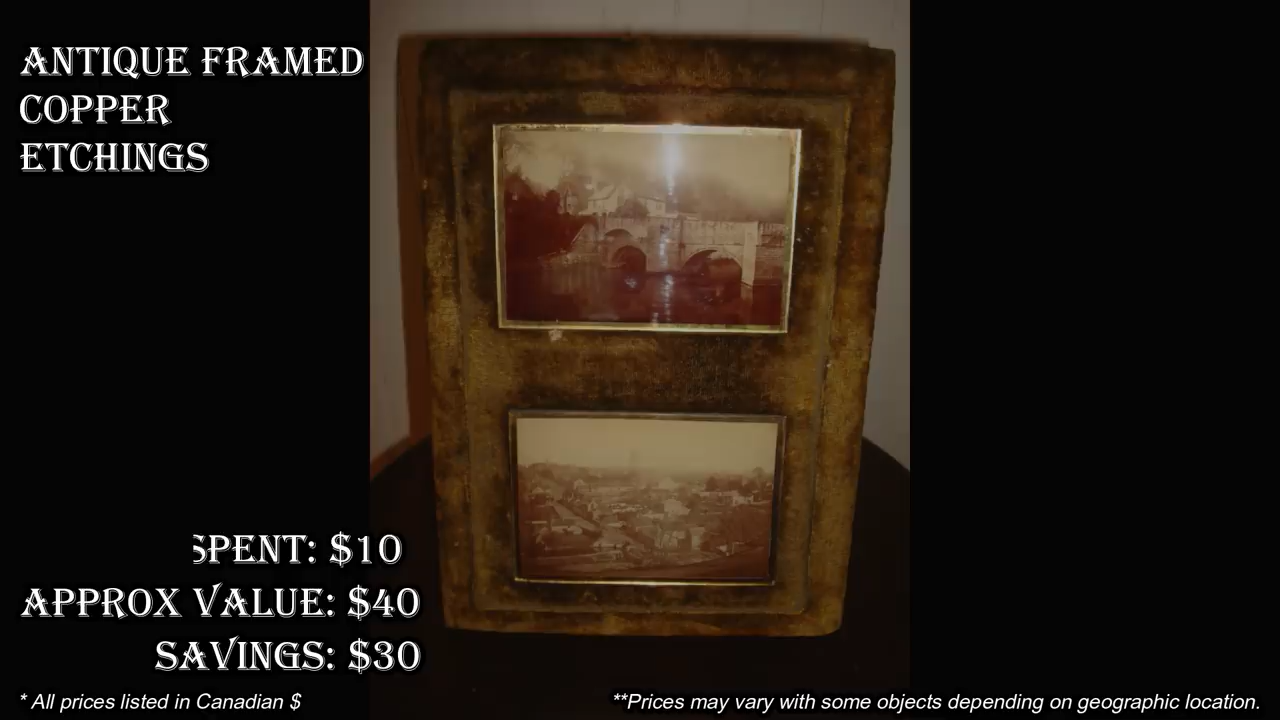 ANTIQUE FRAMED
COPPER
ETCHINGS
SPENT: $10
APPROX VALUE: $40
SAVINGS: $30
* All prices listed in Canadian $
**Prices may vary with some objects depending on geographic location.